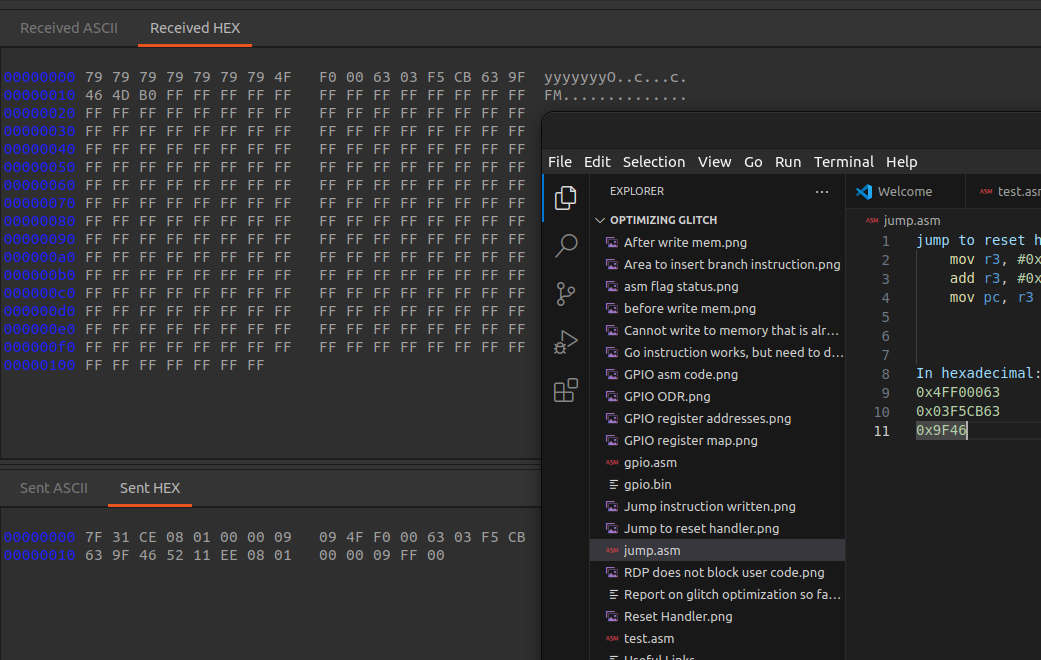 Received ASCII Received HEX
00000000 79 79 79 79 79 79 79 4F F0 00 63 03 F5 CB 63 9F yyyyyyyO..c...c.
00000010 46 4D B0 FF FF FF FF FF FF FF FF FF FF FF FF FF FM..............
00000020 FF FF FF FF FF FF FF FF FF FF FF FF FF FF FF FF
00000030 FF FF FF FF FF FF FF FF FF FF FF FF FF FF FF FF
00000040 FF FF FF FF FF FF FF FF FF FF FF FF FF FF FF FF
00000050 FF FF FF FF FF FF FF FF FF FF FF FF FF FF FF FF
00000060 FF FF FF FF FF FF FF FF FF FF FF FF FF FF FF FF
00000070 FF FF FF FF FF FF FF FF FF FF FF FF FF FF FF FF
00000080 FF FF FF FF FF FF FF FF FF FF FF FF FF FF FF FF
00000090 FF FF FF FF FF FF FF FF FF FF FF FF FF FF FF FF
000000a0 FF FF FF FF FF FF FF FF FF FF FF FF FF FF FF FF
000000b0 FF FF FF FF FF FF FF FF FF FF FF FF FF FF FF FF
000000c0 FF FF FF FF FF FF FF FF FF FF FF FF FF FF FF FF
000000d0 FF FF FF FF FF FF FF FF FF FF FF FF FF FF FF FF
000000e0 FF FF FF FF FF FF FF FF FF FF FF FF FF FF FF FF
000000f0 FF FF FF FF FF FF FF FF FF FF FF FF FF FF FF FF
00000100 FF FF FF FF FF FF FF
Sent ASCII Sent HEX
00000000 7F 31 CE 08 01 00 00 09 09 4F F0 00 63 03 F5 CB
00000010 63 9F 46 52 11 EE 08 01 00 00 09 FF 00
File Edit Selection View Go Run Terminal Help
EXPLORER ...
OPTIMIZING GLITCH
After write mem.png
Area to insert branch instruction.png
asm flag status.png
before write mem.png
Cannot write to memory that is alr...
Go instruction works, but need to d...
GPIO asm code.png
GPIO ODR.png
GPIO register addresses.png
GPIO register map.png
ASM gpio.asm
gpio.bin
Jump instruction written.png
Jump to reset handler.png
ASM jump.asm
RDP does not block user code.png
Report on glitch optimization so fa...
Reset Handler.png
ASM test.asm
Useful Links
Welcome ASM test.asm
ASM jump.asm
1 jump to reset h
2 mov r3, #0x
3 add r3, #0x
4 mov pc, r3
5
6
7
8 In hexadecimal:
9 0x4FF00063
10 0x03F5CB63
11 0x9F46